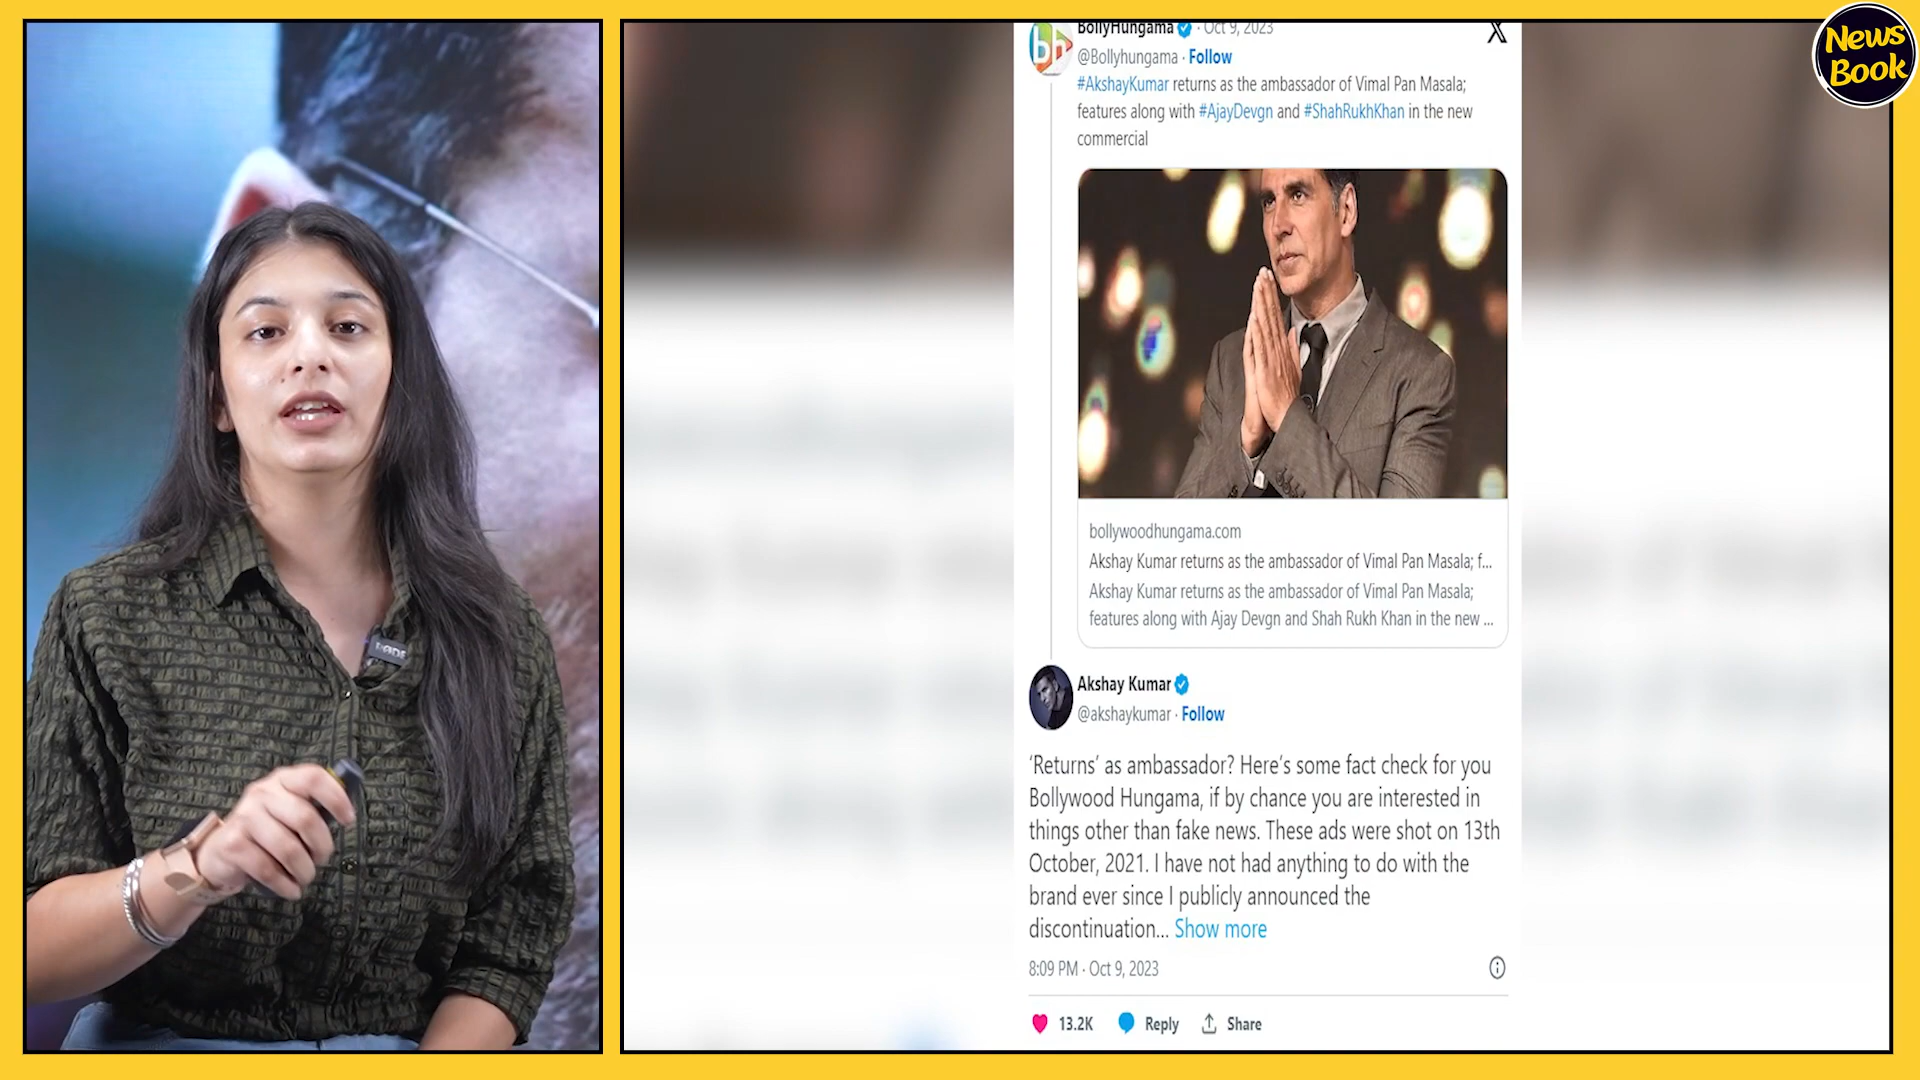 News
Book
BollyHungama · Oct 9, 2023
@Bollyhungama · Follow
#AkshayKumar returns as the ambassador of Vimal Pan Masala;
features along with #AjayDevgn and #ShahRukhKhan in the new
commercial
bollywoodhungama.com
Akshay Kumar returns as the ambassador of Vimal Pan Masala; f...
Akshay Kumar returns as the ambassador of Vimal Pan Masala;
features along with Ajay Devgn and Shah Rukh Khan in the new ...
Akshay Kumar
@akshaykumar · Follow
‘Returns’ as ambassador? Here’s some fact check for you
Bollywood Hungama, if by chance you are interested in
things other than fake news. These ads were shot on 13th
October, 2021. I have not had anything to do with the
brand ever since I publicly announced the
discontinuation... Show more
8:09 PM · Oct 9, 2023
13.2K Reply Share